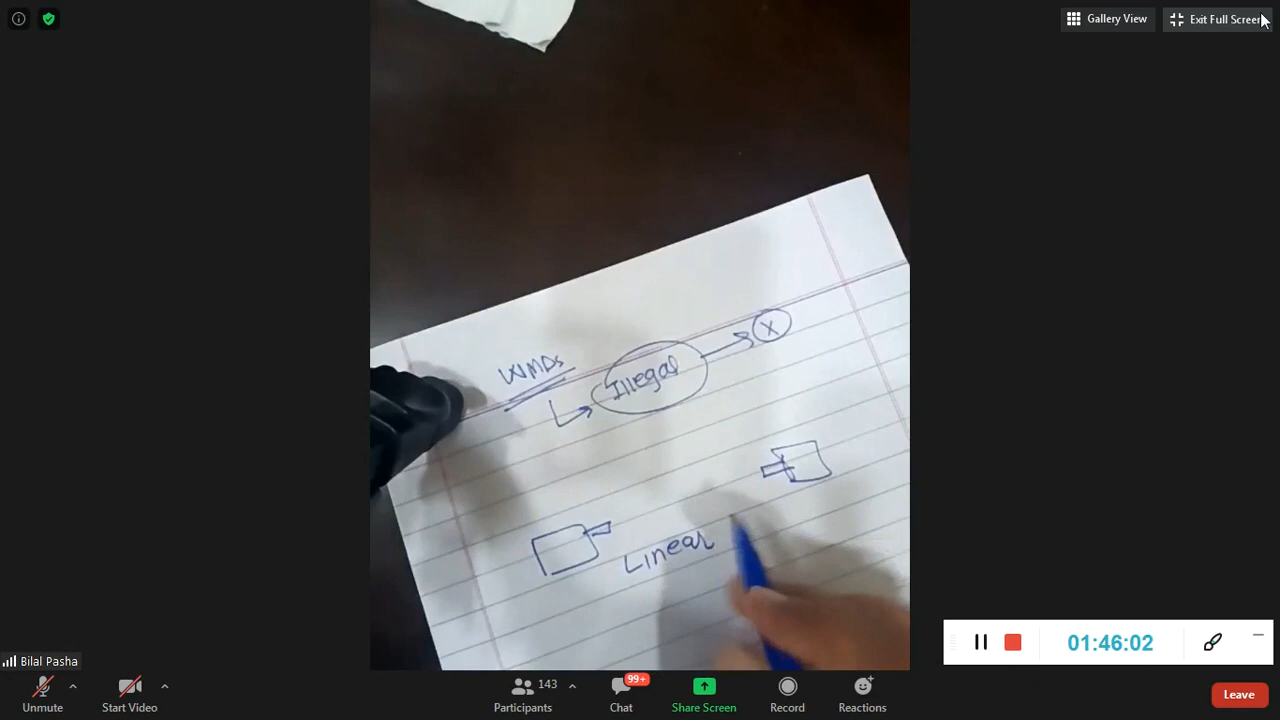 Gallery View
Exit Full Screen
WMDs
Illegal
X
Linear
01:46:02
Bilal Pasha
Unmute
Start Video
143
Participants
99+
Chat
Share Screen
Record
Reactions
Leave